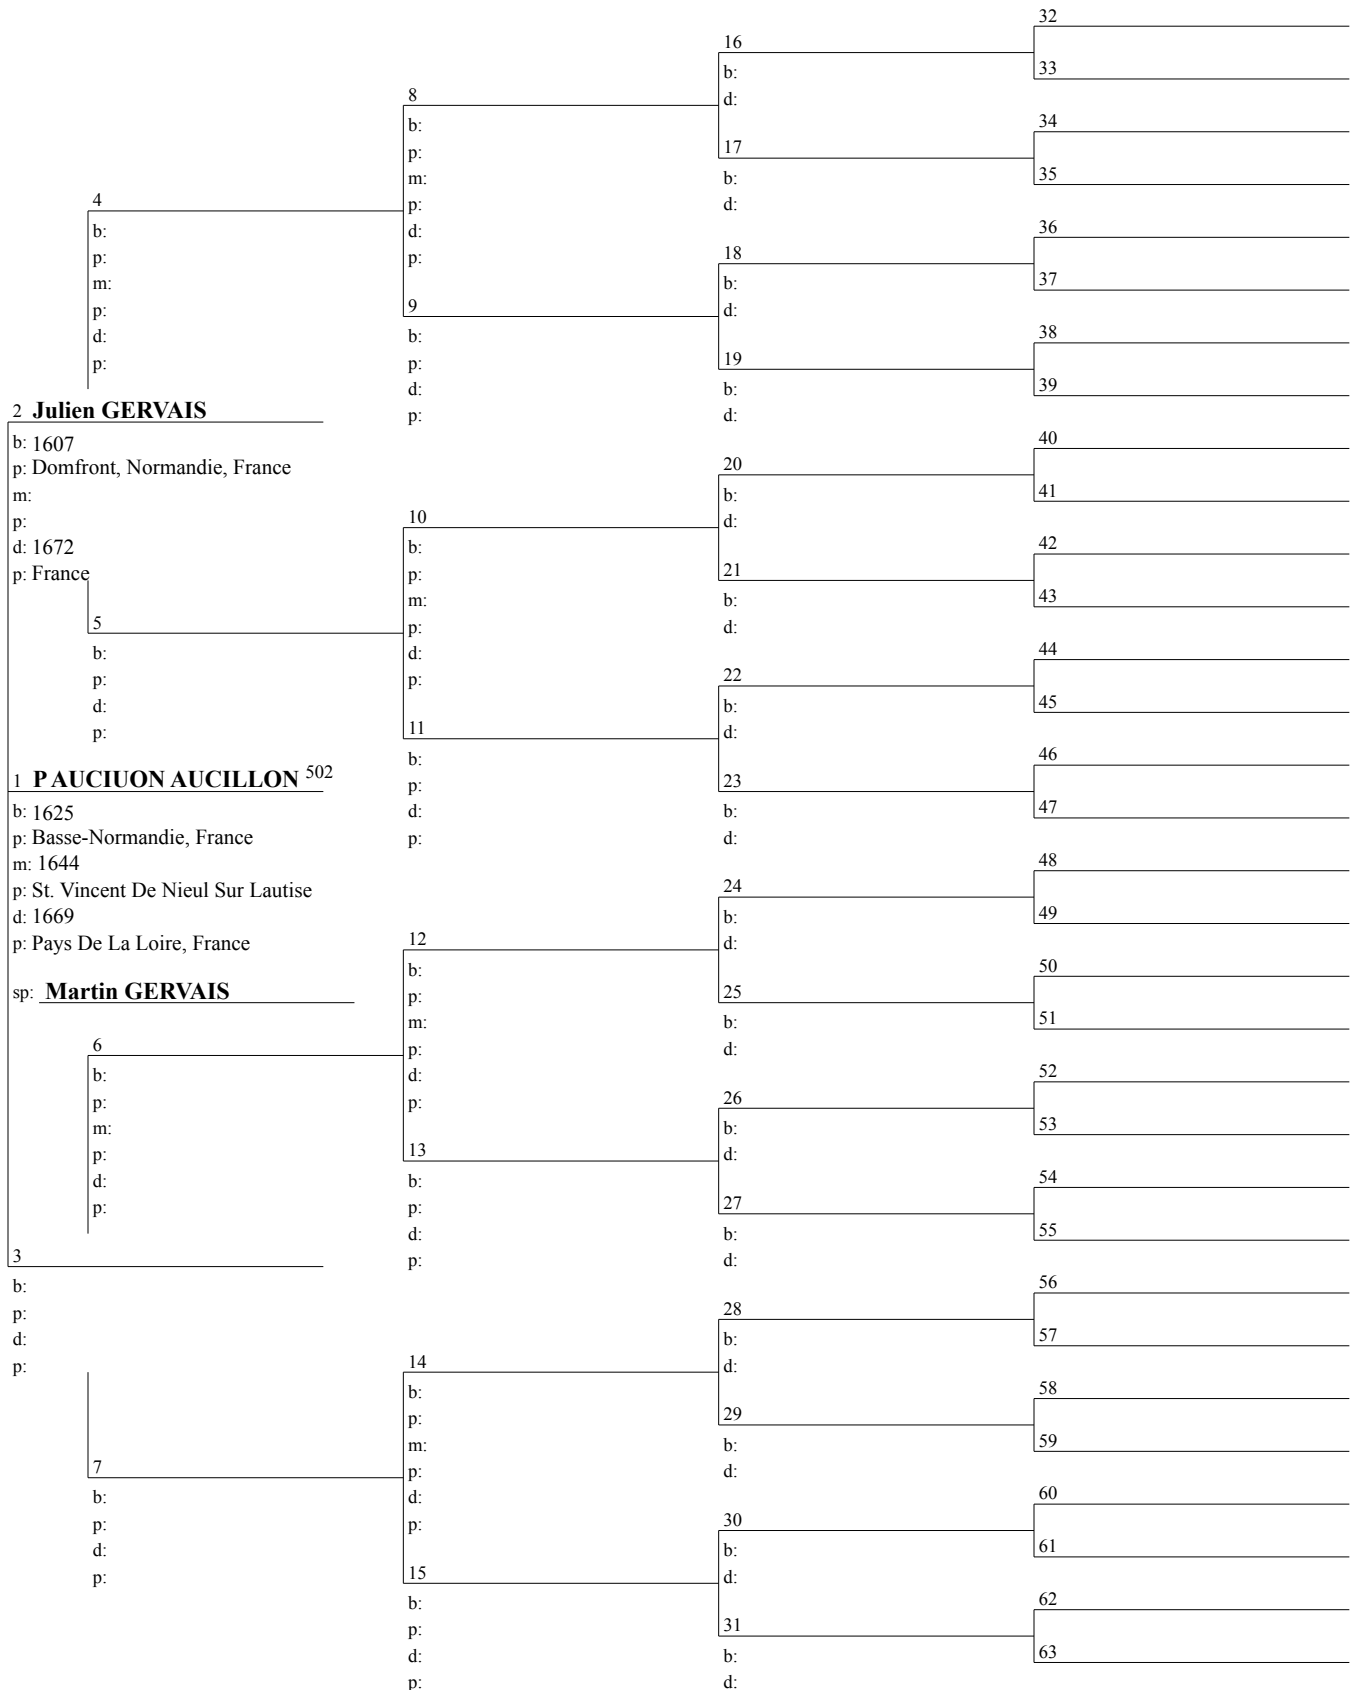 32
16
b:
33
d:
8
b:
34
p:
17
35
m:
b:
4
p:
d:
b:
d:
36
p:
p:
18
m:
b:
37
p:
9
d:
d:
b:
38
p:
p:
19
39
d:
b:
2 Julien GERVAIS
p:
d:
b: 1607
40
p: Domfront, Normandie, France
20
m:
b:
41
p:
10
d:
d: 1672
b:
42
p: France
p:
21
43
m:
b:
5
p:
d:
b:
d:
44
p:
p:
22
d:
b:
45
p:
11
d:
b:
46
1 P AUCIUON AUCILLON 502
p:
23
47
b: 1625
d:
b:
p: Basse-Normandie, France
p:
d:
m: 1644
48
p: St. Vincent De Nieul Sur Lautise
24
d: 1669
b:
49
p: Pays De La Loire, France
12
d:
b:
50
sp: Martin GERVAIS
p:
25
51
m:
b:
6
p:
d:
b:
d:
52
p:
p:
26
m:
b:
53
p:
13
d:
d:
b:
54
p:
p:
27
55
d:
b:
3
p:
d:
b:
56
p:
28
d:
b:
57
p:
14
d:
b:
58
p:
29
59
m:
b:
7
p:
d:
b:
d:
60
p:
p:
30
d:
b:
61
p:
15
d:
b:
62
p:
31
63
d:
b:
p:
d: